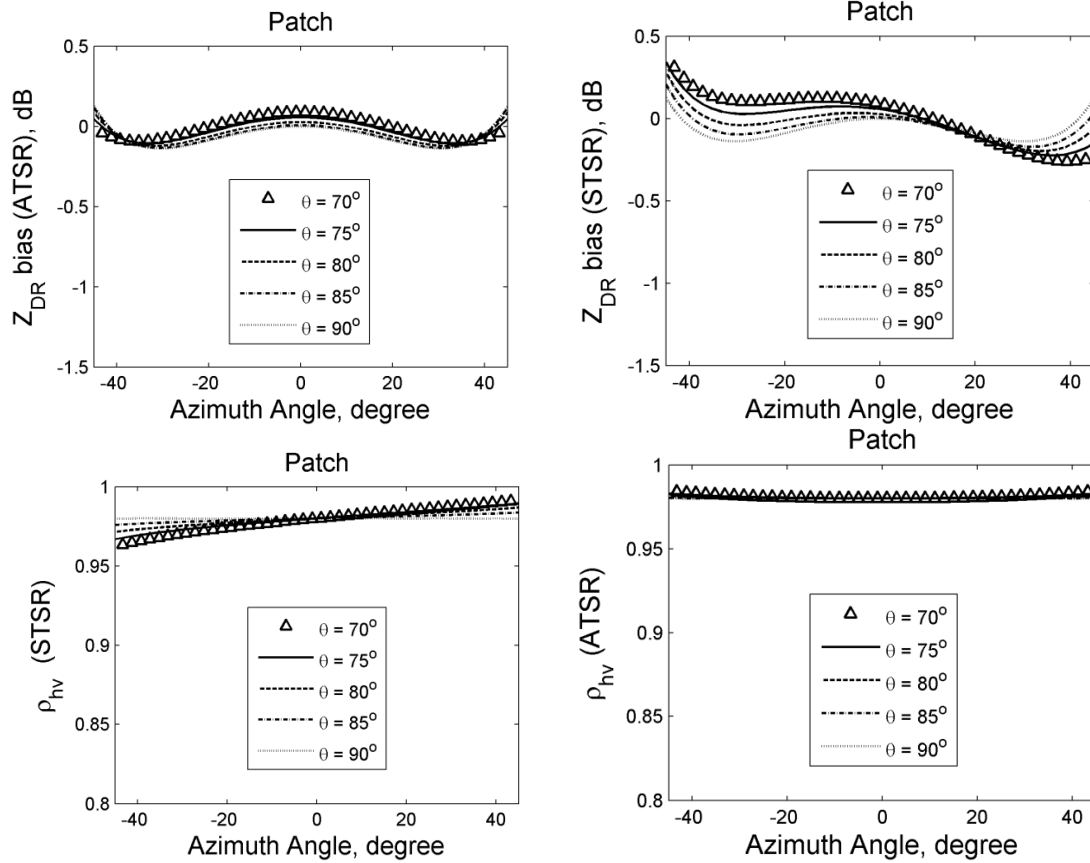 Patch
Z_DR bias (ATSR), dB
0.5
0
-0.5
-1
-1.5
θ = 70°
θ = 75°
θ = 80°
θ = 85°
θ = 90°
-40 -20 0 20 40
Azimuth Angle, degree
Patch
Z_DR bias (STSR), dB
0.5
0
-0.5
-1
-1.5
θ = 70°
θ = 75°
θ = 80°
θ = 85°
θ = 90°
-40 -20 0 20 40
Azimuth Angle, degree
Patch
ρ_hv (STSR)
1
0.95
0.9
0.85
0.8
θ = 70°
θ = 75°
θ = 80°
θ = 85°
θ = 90°
-40 -20 0 20 40
Azimuth Angle, degree
Patch
ρ_hv (ATSR)
1
0.95
0.9
0.85
0.8
θ = 70°
θ = 75°
θ = 80°
θ = 85°
θ = 90°
-40 -20 0 20 40
Azimuth Angle, degree